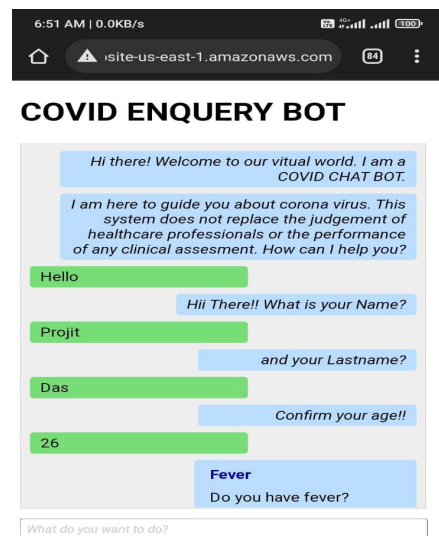 6:51 AM | 0.0KB/s
4G+
100
site-us-east-1.amazonaws.com
84
COVID ENQUERY BOT
Hi there! Welcome to our vitual world. I am a
COVID CHAT BOT.
I am here to guide you about corona virus. This
system does not replace the judgement of
healthcare professionals or the performance
of any clinical assesment. How can I help you?
Hello
Hii There!! What is your Name?
Projit
and your Lastname?
Das
Confirm your age!!
26
Fever
Do you have fever?
What do you want to do?